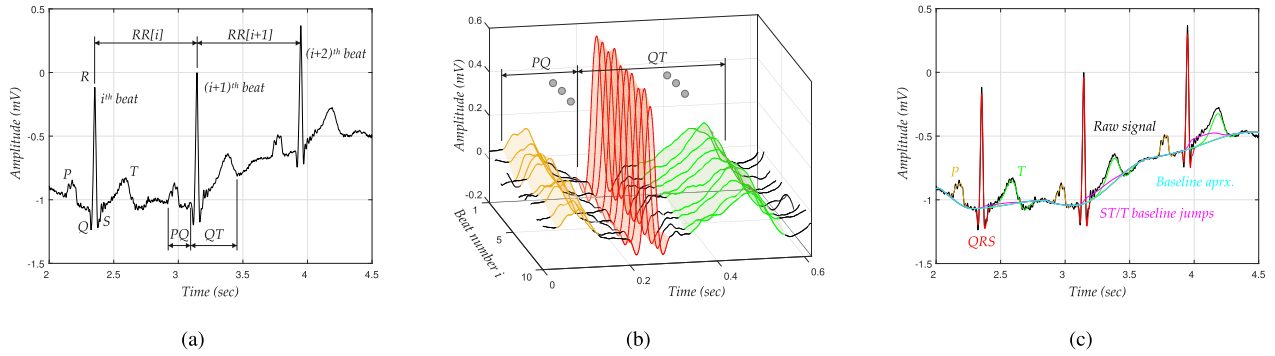 RR[i]
RR[i+1]
(i+2)th beat
R
ith beat
(i+1)th beat
P
T
Q
S
PQ
QT
0.5
0
-0.5
-1
-1.5
Amplitude (mV)
2
2.5
3
3.5
4
4.5
Time (sec)
(a)
0.6
0.4
0.2
0
-0.2
Amplitude (mV)
PQ
QT
1
5
10
Beat number i
0
0.2
0.4
0.6
Time (sec)
(b)
0.5
0
-0.5
-1
-1.5
Amplitude (mV)
Raw signal
P
T
Baseline aprx.
ST/T baseline jumps
QRS
2
2.5
3
3.5
4
4.5
Time (sec)
(c)